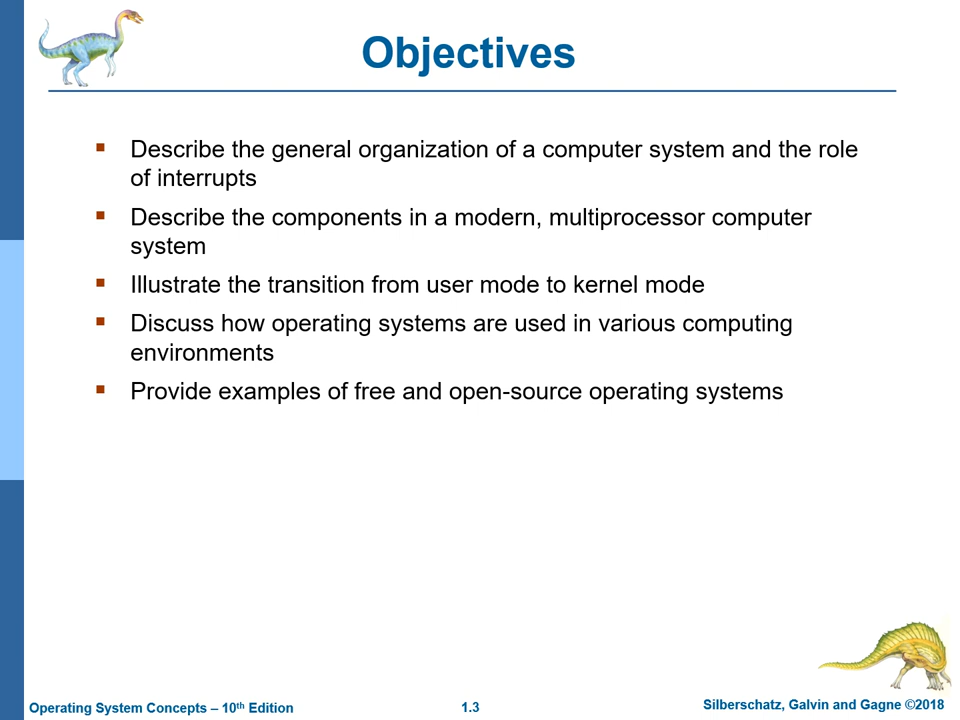 Objectives
▪ Describe the general organization of a computer system and the role
of interrupts
▪ Describe the components in a modern, multiprocessor computer
system
▪ Illustrate the transition from user mode to kernel mode
▪ Discuss how operating systems are used in various computing
environments
▪ Provide examples of free and open-source operating systems
Operating System Concepts – 10th Edition
1.3
Silberschatz, Galvin and Gagne ©2018